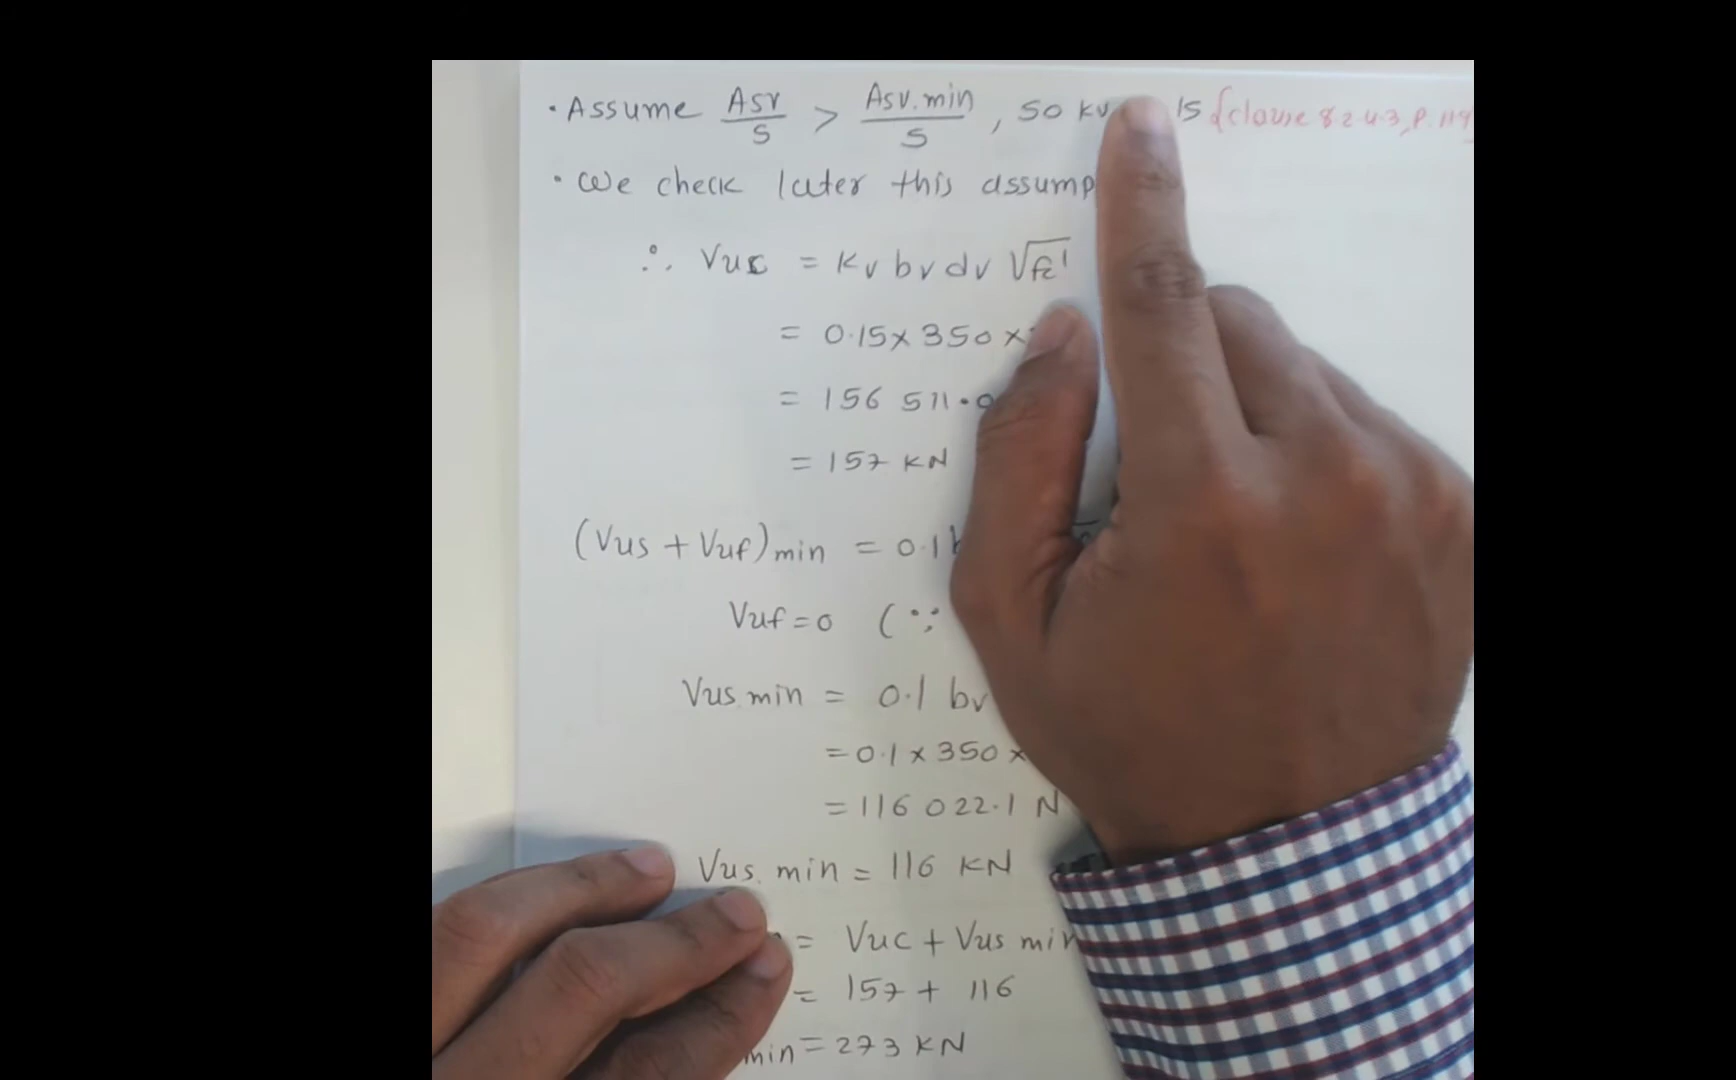 • Assume Asv/S > Asv.min/S, so kv 15 {clause 8.2.4.3, P.119
• We check later this assump
∴ Vuc = Kv bv dv √fc'
= 0.15 x 350 x
= 156 511.0
= 157 KN
(Vus + Vuf)min = 0.1 b
Vuf = 0 (∵
Vus.min = 0.1 bv
= 0.1 x 350 x
= 116 022.1 N
Vus.min = 116 KN
= Vuc + Vus min
= 157 + 116
min = 273 KN